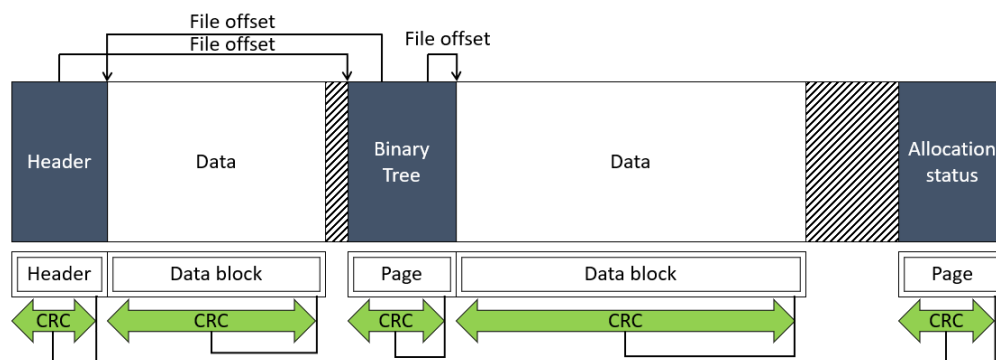 File offset
File offset
File offset
Header
Data
Binary
Tree
Data
Allocation
status
Header
Data block
Page
Data block
Page
CRC
CRC
CRC
CRC
CRC